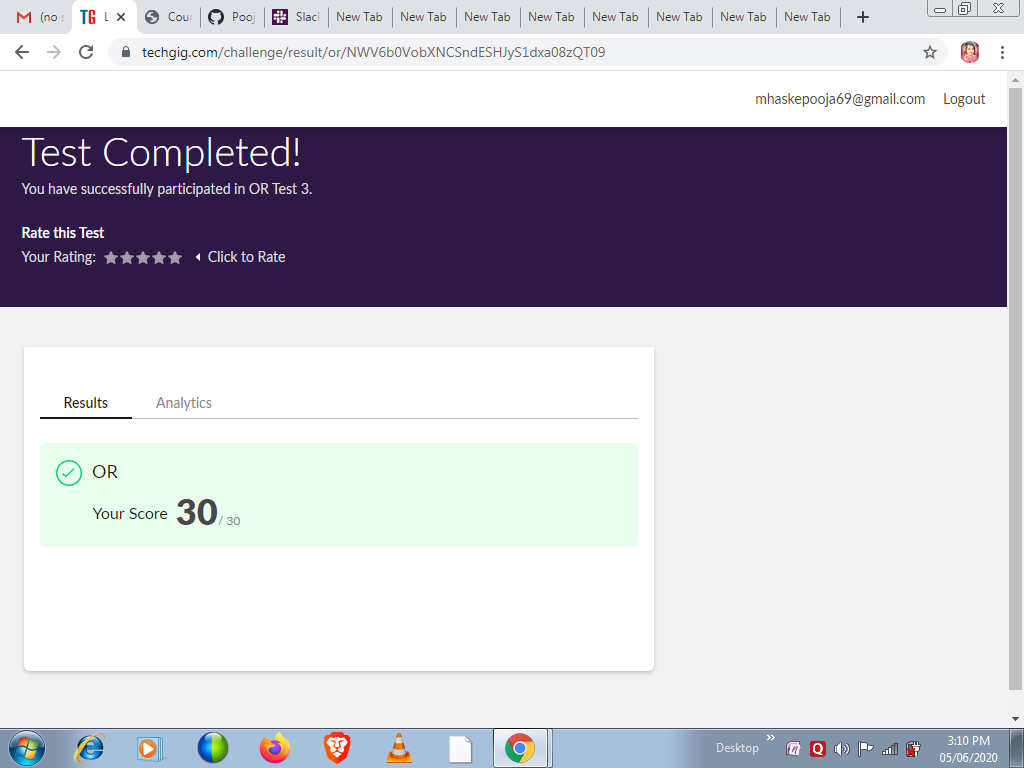 (no s
TG L
Cour
Pooj
Slack
New Tab
New Tab
New Tab
New Tab
New Tab
New Tab
New Tab
New Tab
techgig.com/challenge/result/or/NWV6b0VobXNCSndESHJyS1dxa08zQT09
mhaskepooja69@gmail.com Logout
Test Completed!
You have successfully participated in OR Test 3.
Rate this Test
Your Rating: Click to Rate
Results Analytics
OR
Your Score 30 / 30
Desktop
3:10 PM
05/06/2020